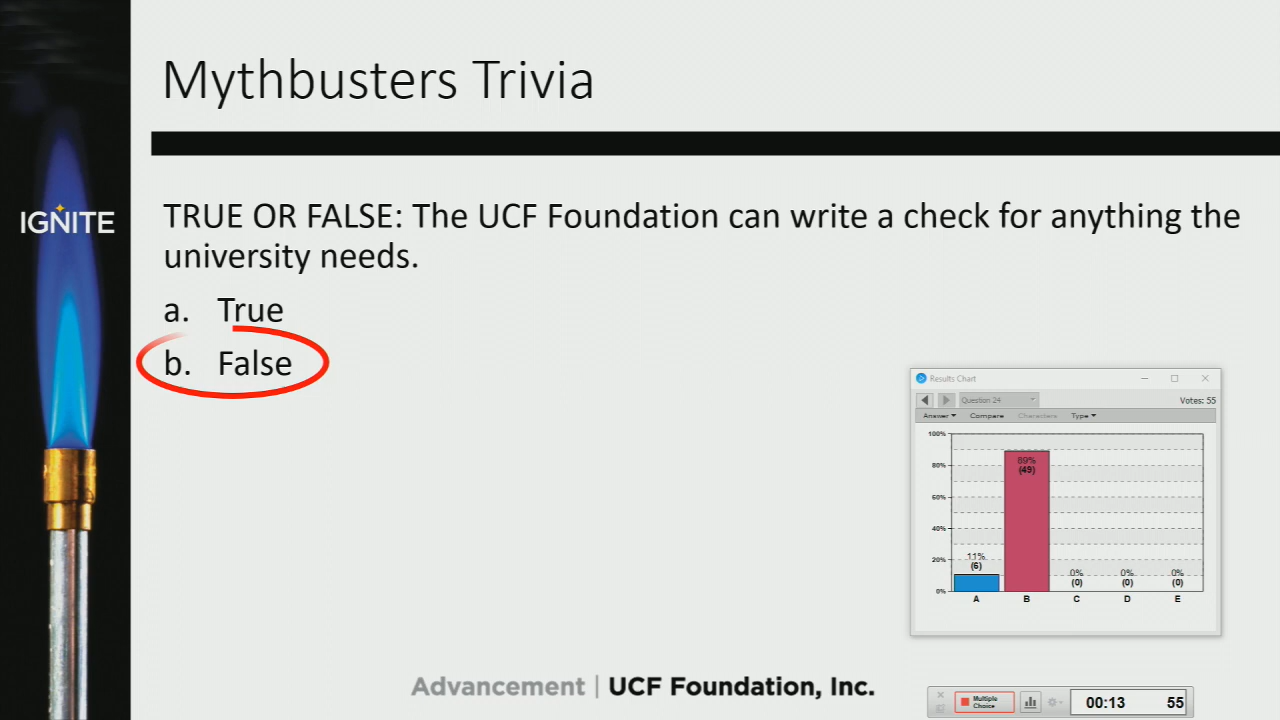 Mythbusters Trivia
IGNITE
TRUE OR FALSE: The UCF Foundation can write a check for anything the
university needs.
a. True
b. False
Results Chart
Question 24
Votes: 55
Answer Compare Characters Type
100%
80%
60%
40%
20%
0%
11%
(6)
89%
(49)
0%
(0)
0%
(0)
0%
(0)
A B C D E
Advancement | UCF Foundation, Inc.
Multiple
Choice
00:13 55